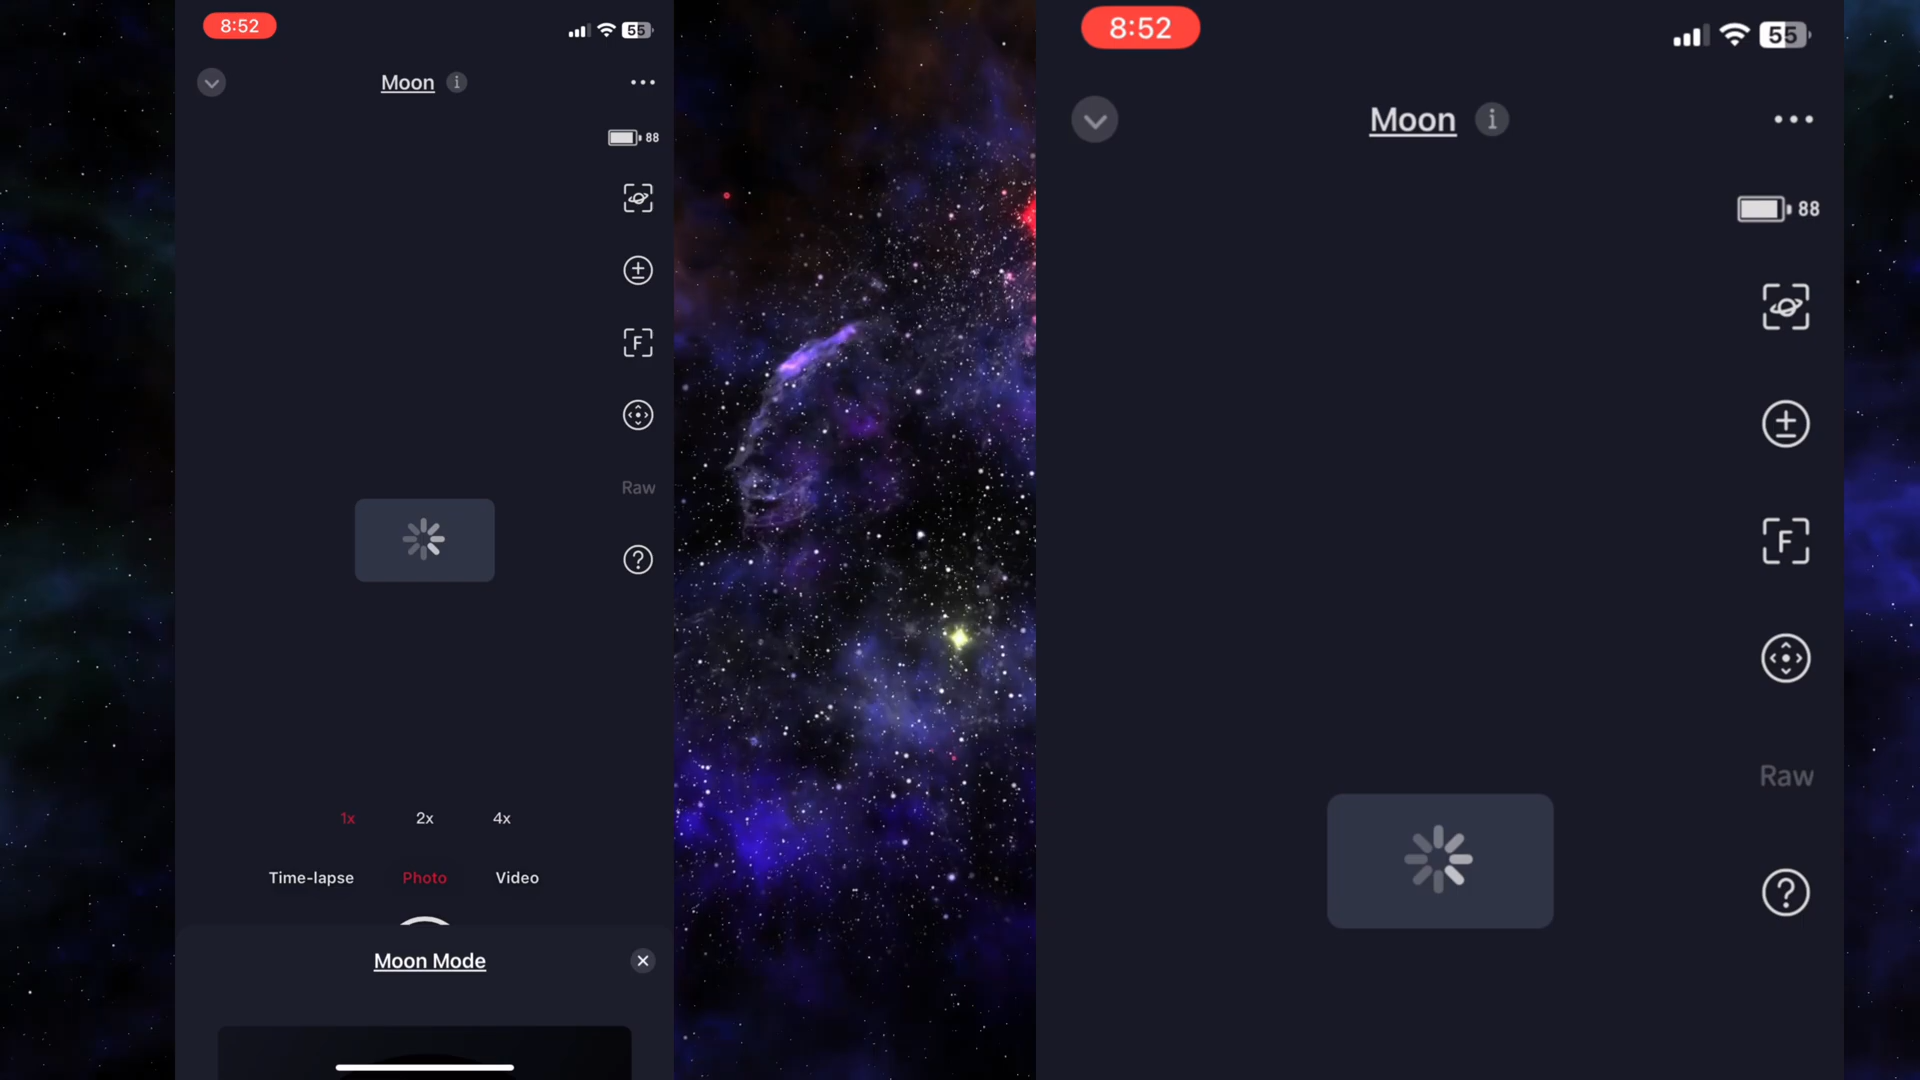 8:52
55
Moon i
88
F
Raw
?
1x 2x 4x
Time-lapse Photo Video
Moon Mode
8:52
55
Moon i
88
F
Raw
?